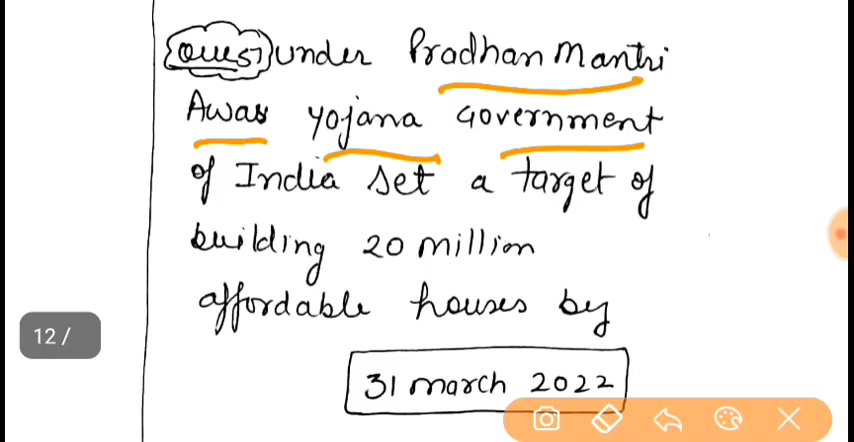 Ques) Under Pradhan Mantri
Awas Yojana Government
of India set a target of
building 20 million
affordable houses by
31 march 2022
12 /